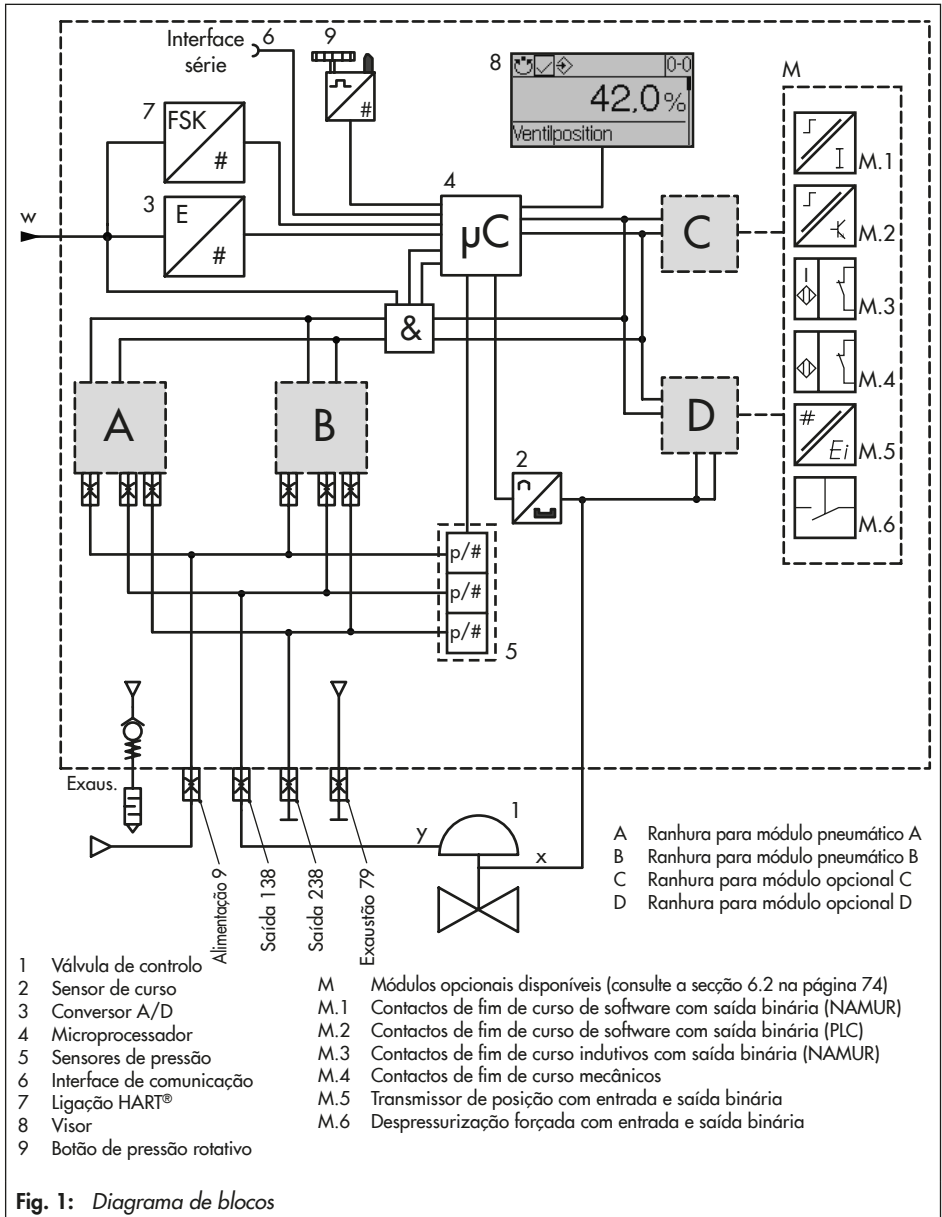 Interface
série
6
9
#
8
0-0
42,0%
Ventilposition
M
7
FSK
#
3
E
#
w
4
µC
C
I
M.1
M.2
M.3
M.4
#
Ei
M.5
M.6
&
A
B
D
2
p/#
p/#
p/#
5
Exaus.
Alimentação 9
Saída 138
Saída 238
Exaustão 79
y
1
x
A Ranhura para módulo pneumático A
B Ranhura para módulo pneumático B
C Ranhura para módulo opcional C
D Ranhura para módulo opcional D
1 Válvula de controlo
2 Sensor de curso
3 Conversor A/D
4 Microprocessador
5 Sensores de pressão
6 Interface de comunicação
7 Ligação HART®
8 Visor
9 Botão de pressão rotativo
M Módulos opcionais disponíveis (consulte a secção 6.2 na página 74)
M.1 Contactos de fim de curso de software com saída binária (NAMUR)
M.2 Contactos de fim de curso de software com saída binária (PLC)
M.3 Contactos de fim de curso indutivos com saída binária (NAMUR)
M.4 Contactos de fim de curso mecânicos
M.5 Transmissor de posição com entrada e saída binária
M.6 Despressurização forçada com entrada e saída binária
Fig. 1: Diagrama de blocos